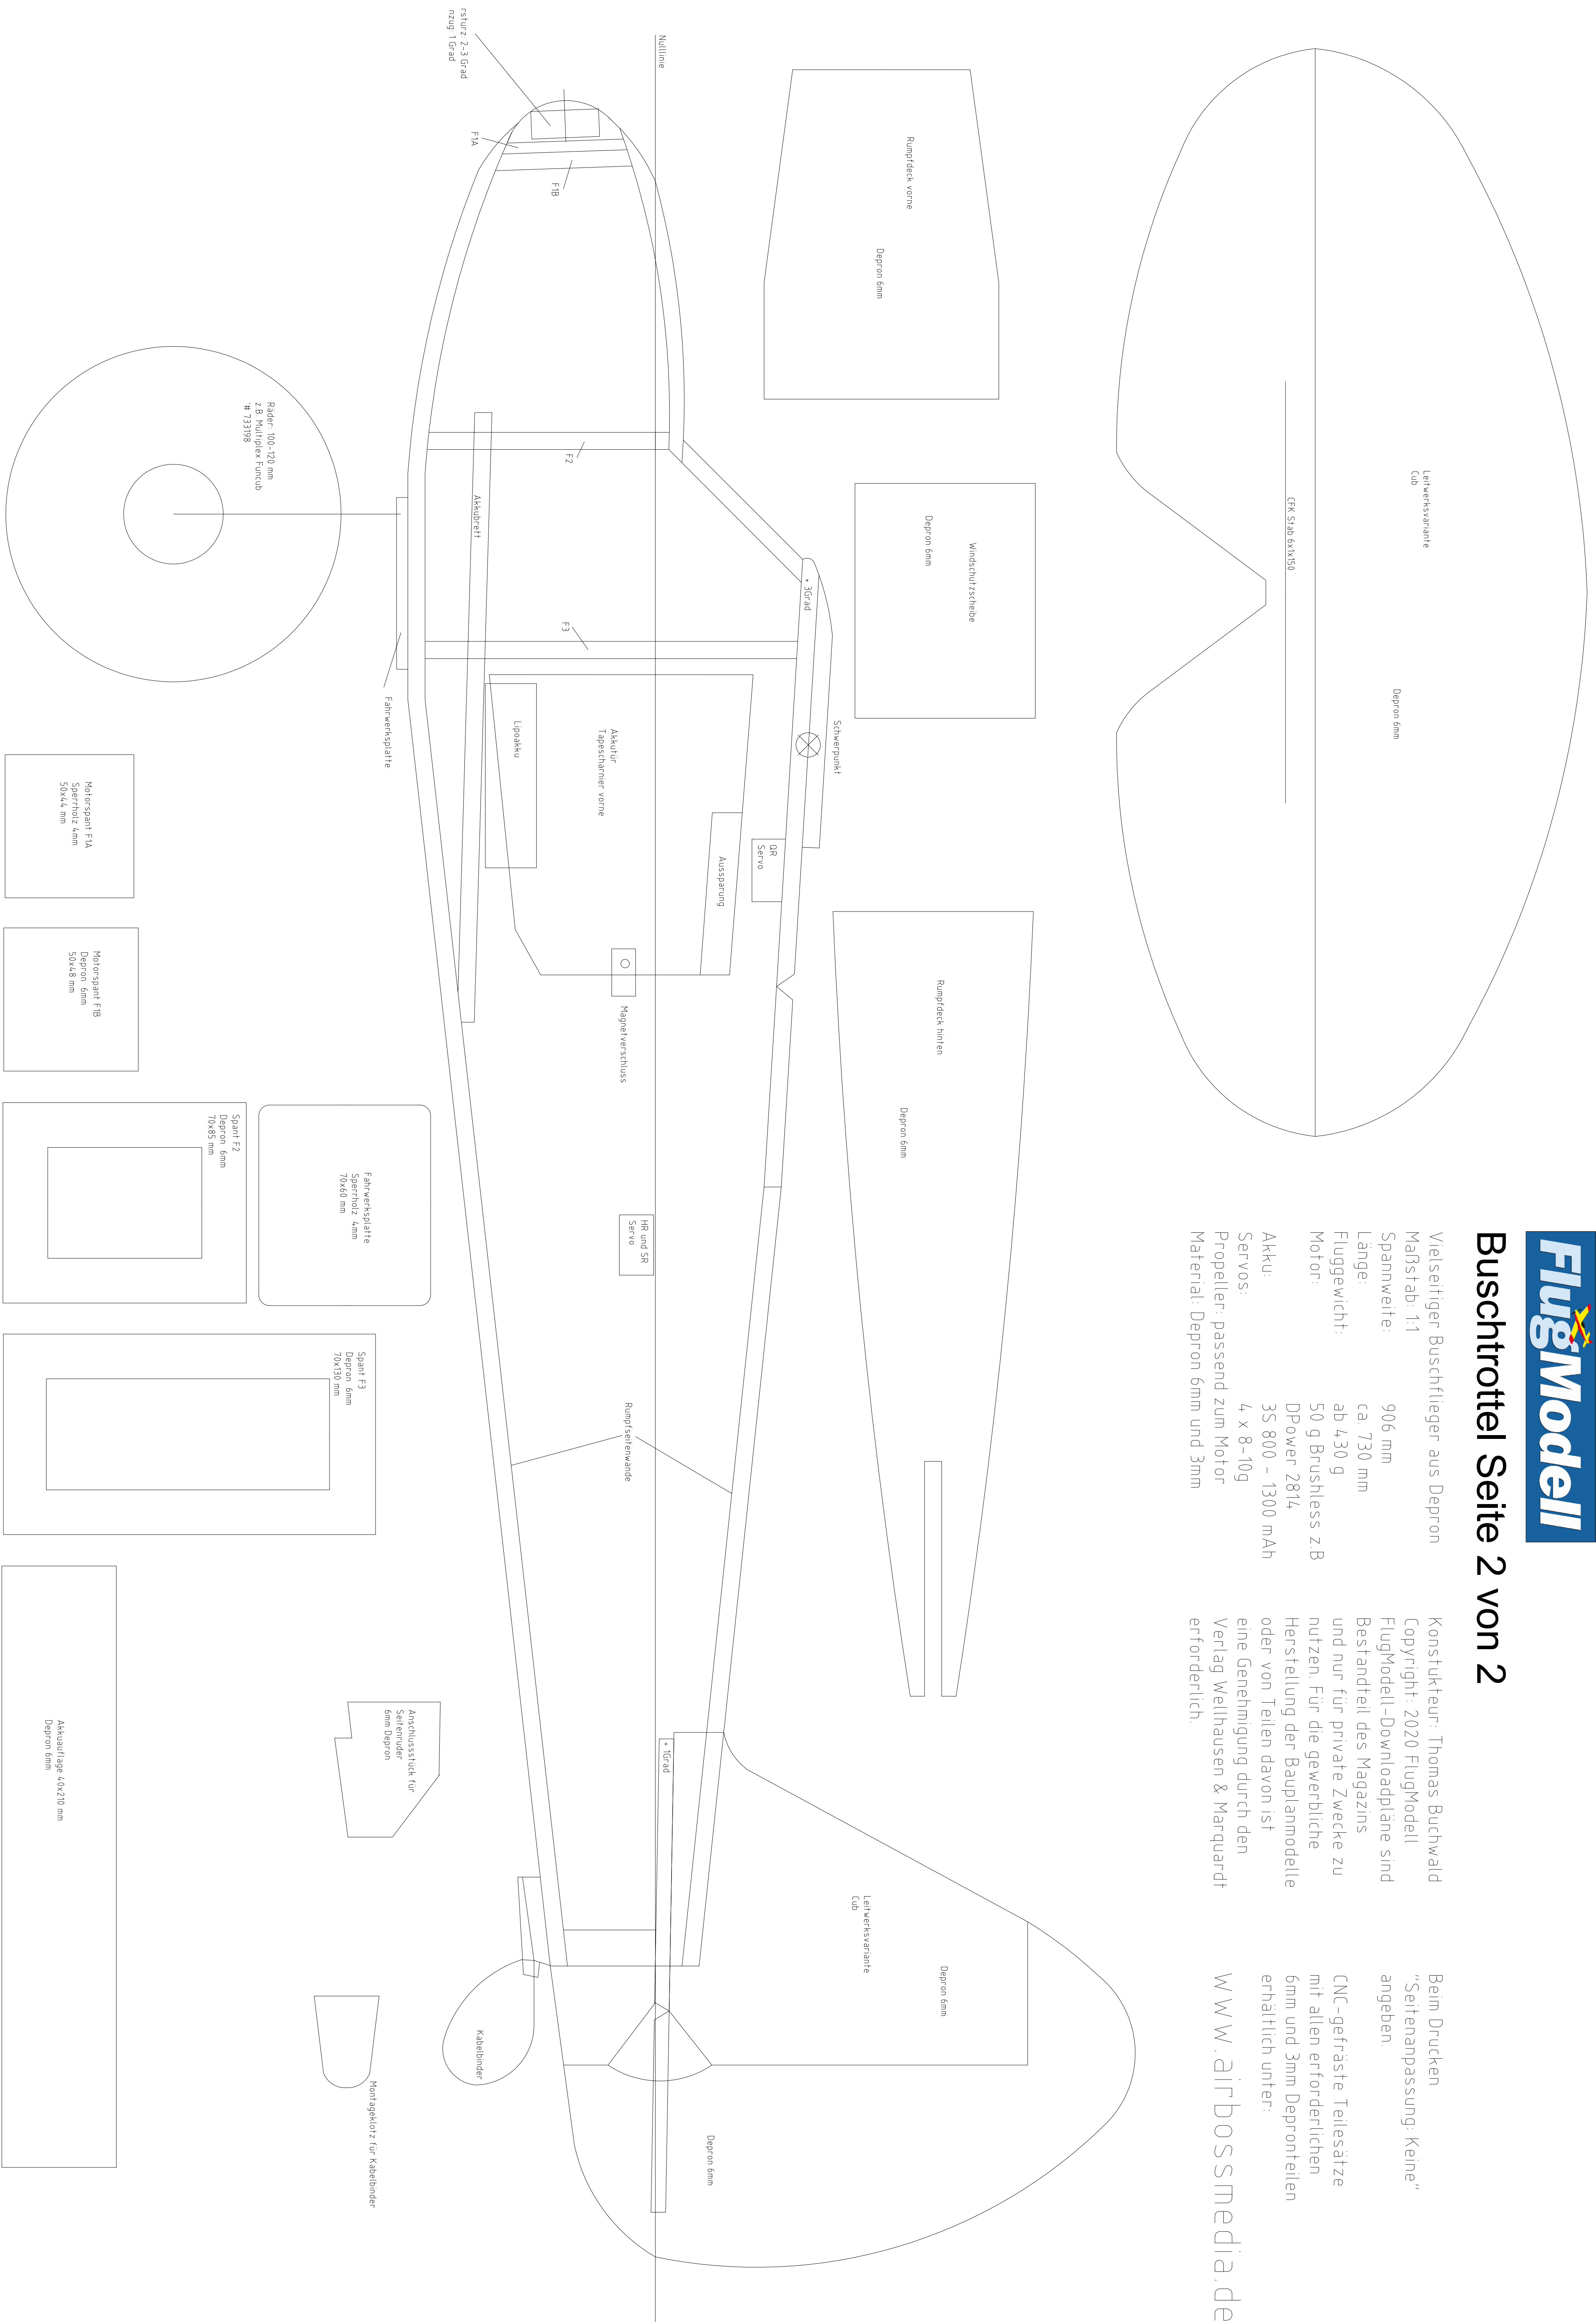 FlugModell
Buschtrottel Seite 2 von 2
Vielseitiger Buschflieger aus Depron
Maßstab: 1:1
Spannweite: 906 mm
Länge: ca. 730 mm
Fluggewicht: ab 430 g
Motor: 50 g Brushless z.B
DPower 2814
Akku: 3S 800 - 1300 mAh
Servos: 4 x 8-10g
Propeller: passend zum Motor
Material: Depron 6mm und 3mm
Konstukteur: Thomas Buchwald
Copyright: 2020 FlugModell
FlugModell-Downloadpläne sind
Bestandteil des Magazins
und nur für private Zwecke zu
nutzen. Für die gewerbliche
Herstellung der Bauplanmodelle
oder von Teilen davon ist
eine Genehmigung durch den
Verlag Wellhausen & Marquardt
erforderlich.
Beim Drucken
"Seitenanpassung: Keine"
angeben.
CNC-gefräste Teilesätze
mit allen erforderlichen
6mm und 3mm Depronteilen
erhältlich unter:
www.airbossmedia.de
Leitwerksvariante
Cub
Depron 6mm
CFK Stab 6x1x150
Rumpfdeck vorne
Depron 6mm
Windschutzscheibe
Depron 6mm
Rumpfdeck hinten
Depron 6mm
Nulllinie
rsturz: 2-3 Grad
nzug: 1 Grad
F1A
F1B
F2
F3
+ 3Grad
Schwerpunkt
QR
Servo
Aussparung
Akkutür
Tapescharnier vorne
Lipoakku
Akkubrett
Magnetverschluss
HR und SR
Servo
Rumpfseitenwände
+ 1Grad
Leitwerksvariante
Cub
Depron 6mm
Depron 6mm
Kabelbinder
Räder: 100-120 mm
z.B. Multiplex Funcub
'# 733198
Fahrwerksplatte
Motorspant F1A
Sperrholz 4mm
50x44 mm
Motorspant F1B
Depron 6mm
50x48 mm
Spant F2
Depron 6mm
70x85 mm
Fahrwerksplatte
Sperrholz 4mm
70x60 mm
Spant F3
Depron 6mm
70x130 mm
Anschlussstück für
Seitenruder
6mm Depron
Montageklotz für Kabelbinder
Akkuauflage 40x210 mm
Depron 6mm